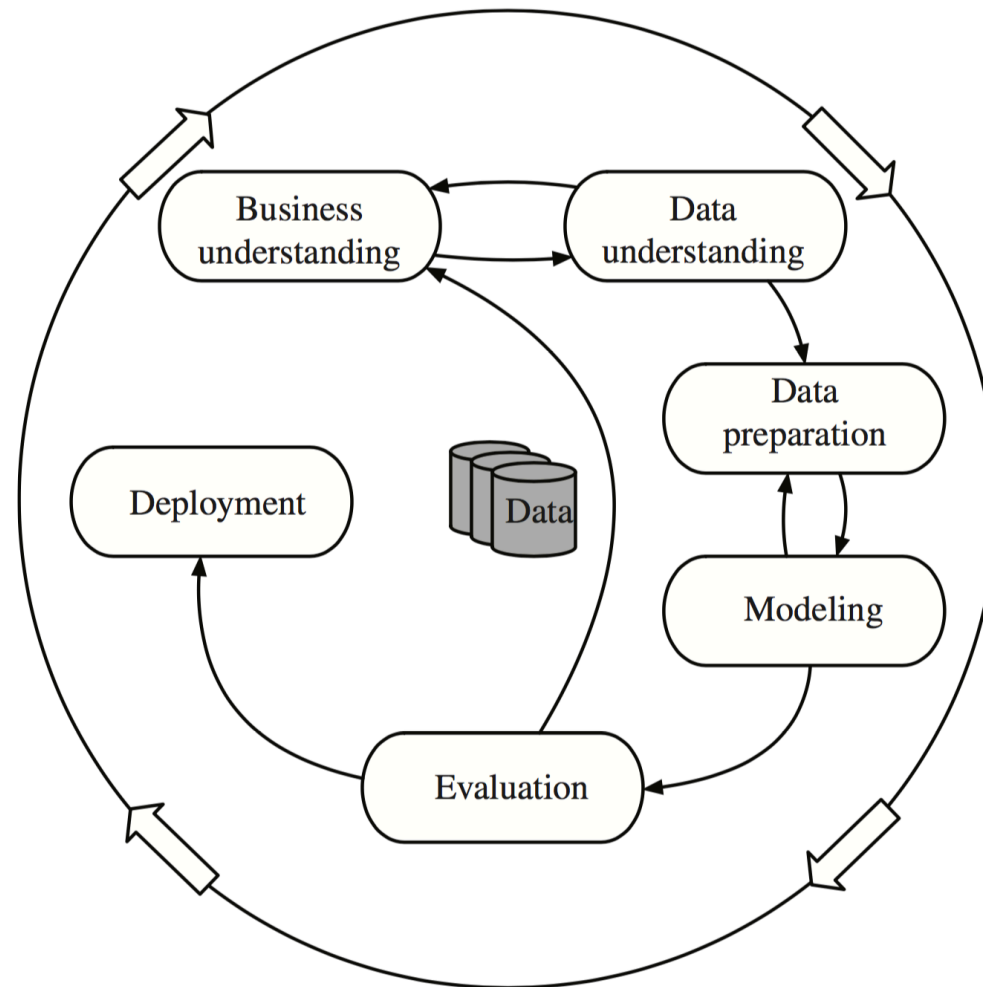 Business
understanding
Data
understanding
Data
preparation
Deployment
Data
Modeling
Evaluation